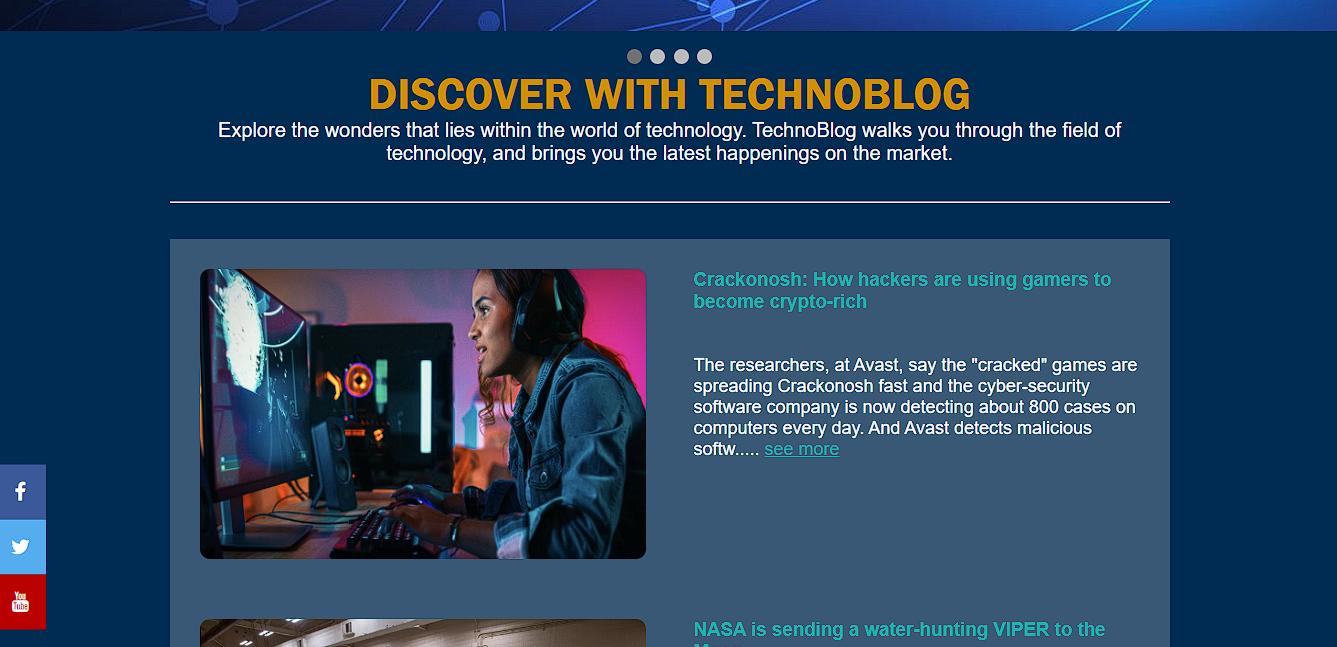 DISCOVER WITH TECHNOBLOG
Explore the wonders that lies within the world of technology. TechnoBlog walks you through the field of
technology, and brings you the latest happenings on the market.
Crackonosh: How hackers are using gamers to
become crypto-rich
The researchers, at Avast, say the "cracked" games are
spreading Crackonosh fast and the cyber-security
software company is now detecting about 800 cases on
computers every day. And Avast detects malicious
softw..... see more
You
Tube
NASA is sending a water-hunting VIPER to the